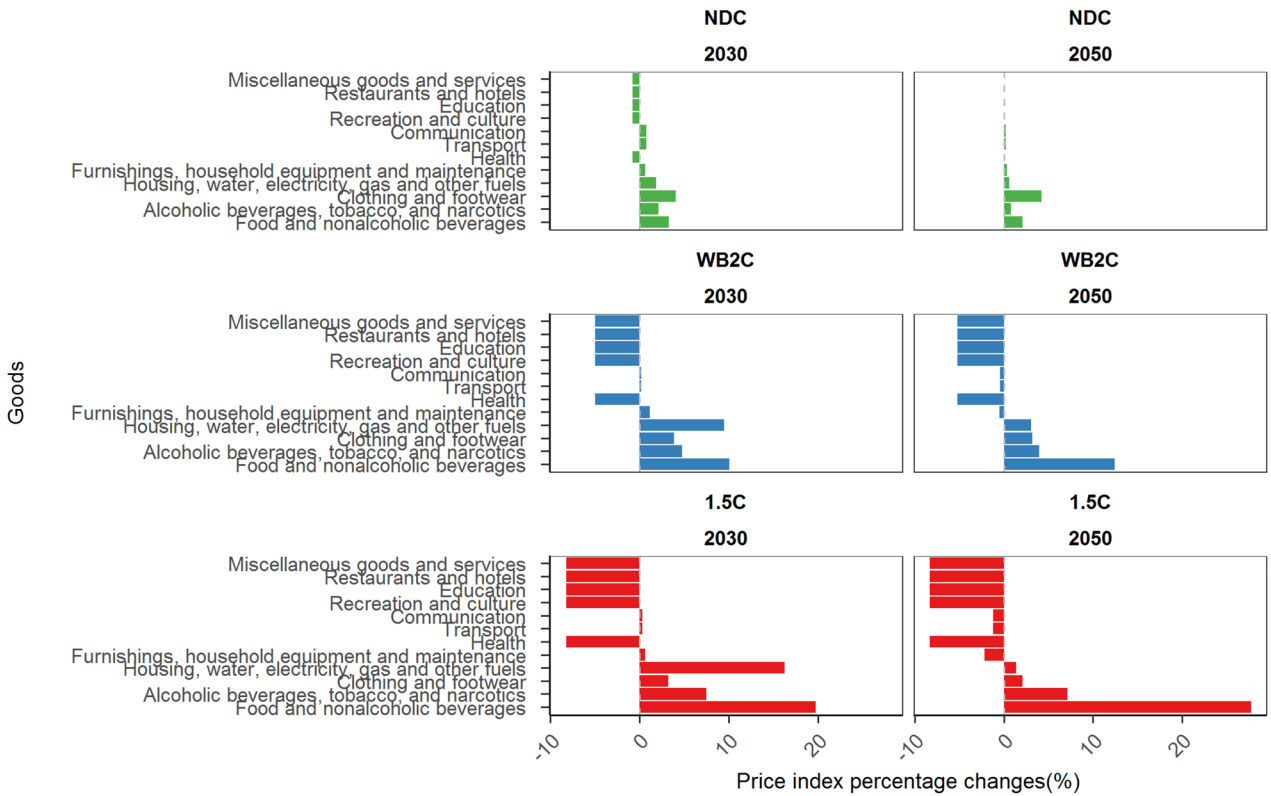 NDC
NDC
2030
2050
Miscellaneous goods and services
Restaurants and hotels
Education
Recreation and culture
Communication
Transport
Health
Furnishings, household equipment and maintenance
Housing, water, electricity, gas and other fuels
Clothing and footwear
Alcoholic beverages, tobacco, and narcotics
Food and nonalcoholic beverages
WB2C
WB2C
2030
2050
Miscellaneous goods and services
Restaurants and hotels
Education
Recreation and culture
Communication
Transport
Health
Furnishings, household equipment and maintenance
Housing, water, electricity, gas and other fuels
Clothing and footwear
Alcoholic beverages, tobacco, and narcotics
Food and nonalcoholic beverages
Goods
1.5C
1.5C
2030
2050
Miscellaneous goods and services
Restaurants and hotels
Education
Recreation and culture
Communication
Transport
Health
Furnishings, household equipment and maintenance
Housing, water, electricity, gas and other fuels
Clothing and footwear
Alcoholic beverages, tobacco, and narcotics
Food and nonalcoholic beverages
-10 0 10 20
-10 0 10 20
Price index percentage changes(%)